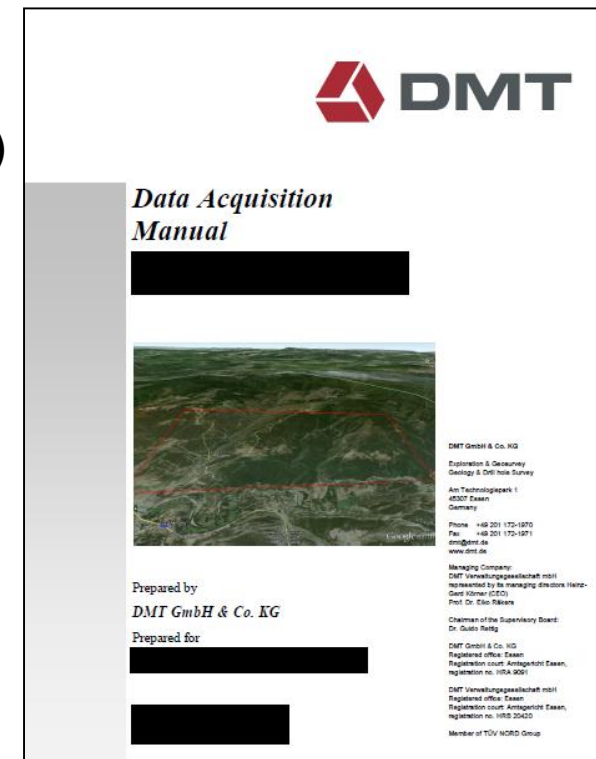 )
DMT
Data Acquisition
Manual
Google
Prepared by
DMT GmbH & Co. KG
Prepared for
DMT GmbH & Co. KG
Exploration & Geosurvey
Geology & Drill hole Survey
Am Technologiepark 1
45307 Essen
Germany
Phone +49 201 172-1970
Fax +49 201 172-1971
dmt@dmt.de
www.dmt.de
Managing Company:
DMT Verwaltungsgesellschaft mbH
represented by its managing directors Heinz-
Gerd Körner (CEO)
Prof. Dr. Eiko Räkers
Chairman of the Supervisory Board:
Dr. Guido Rettig
DMT GmbH & Co. KG
Registered office: Essen
Registration court: Amtsgericht Essen,
registration no. HRA 9091
DMT Verwaltungsgesellschaft mbH
Registered office: Essen
Registration court: Amtsgericht Essen,
registration no. HRB 20420
Member of TÜV NORD Group